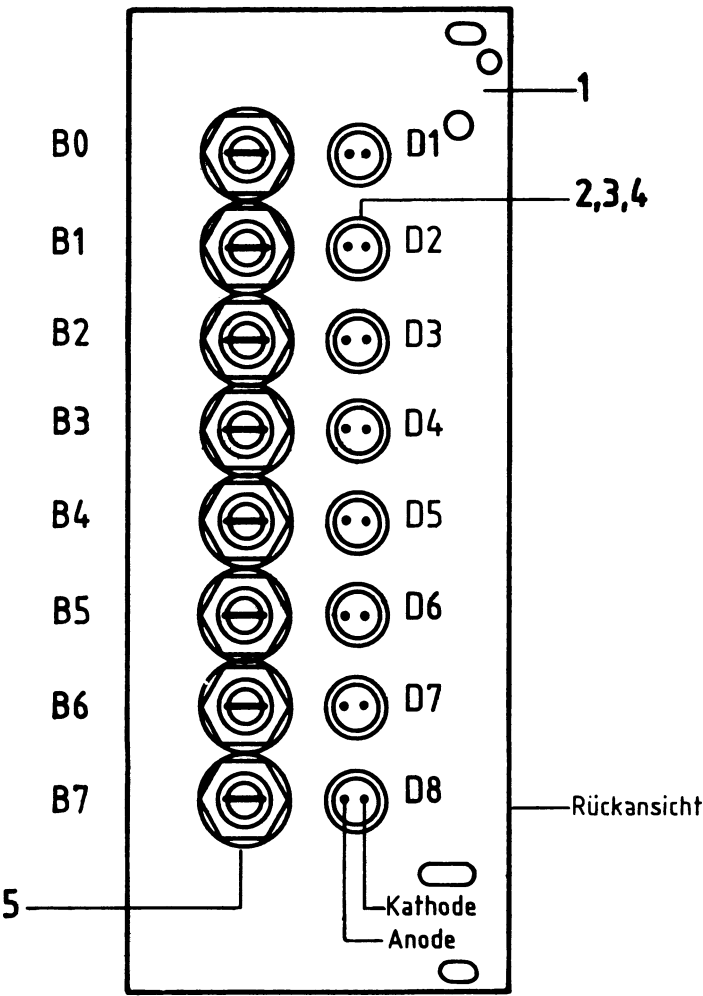 1
B0 D1
2,3,4
B1 D2
B2 D3
B3 D4
B4 D5
B5 D6
B6 D7
B7 D8
Rückansicht
5
Kathode
Anode